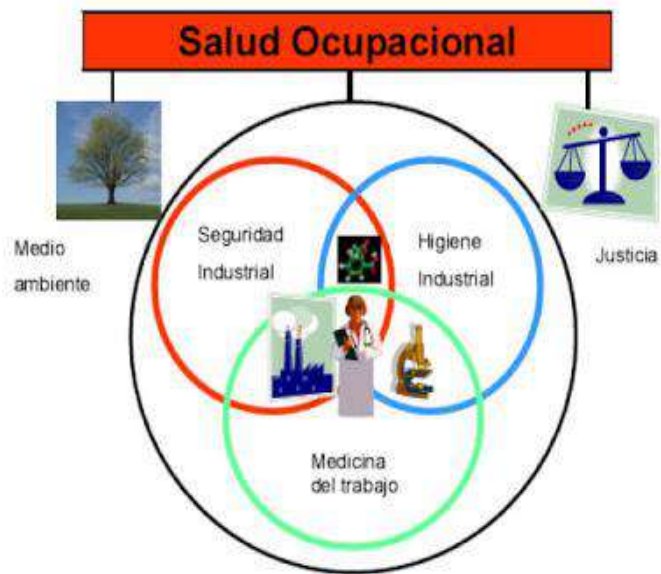 Salud Ocupacional
Medio
ambiente
Seguridad
Industrial
Higiene
Industrial
Justicia
Medicina
del trabajo